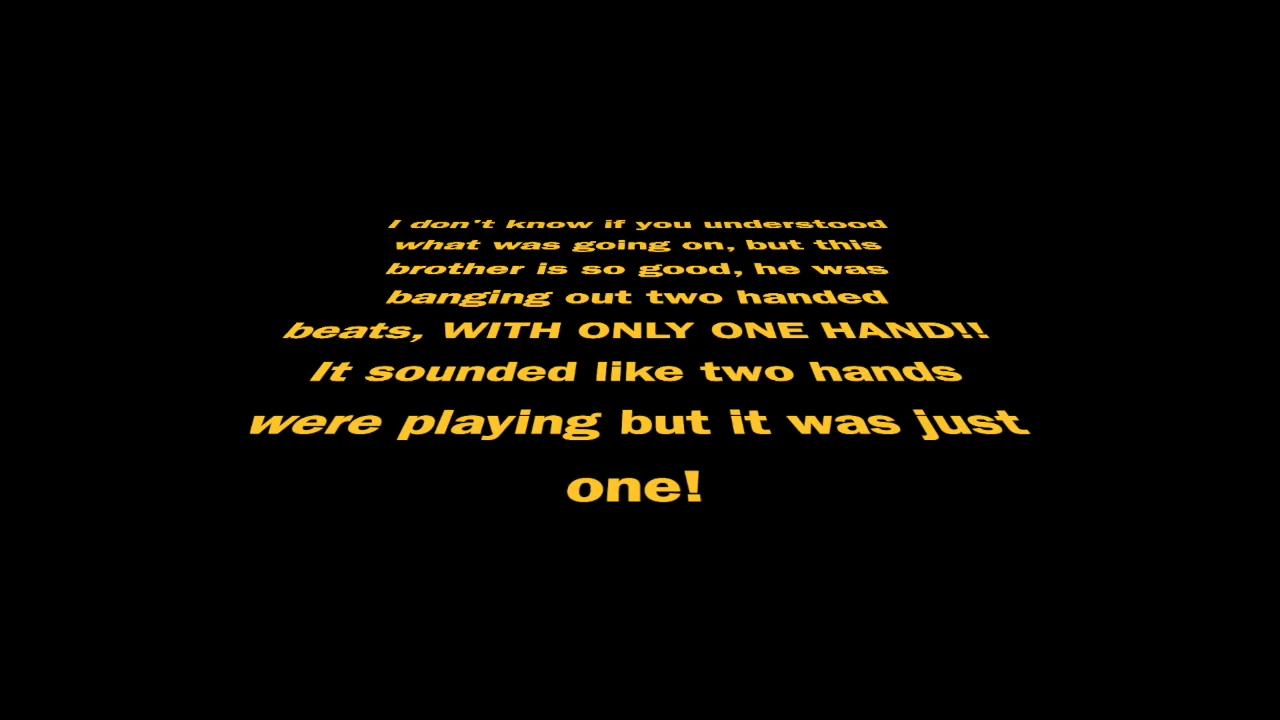 I don't know if you understood
what was going on, but this
brother is so good, he was
banging out two handed
beats, WITH ONLY ONE HAND!!
It sounded like two hands
were playing but it was just
one!